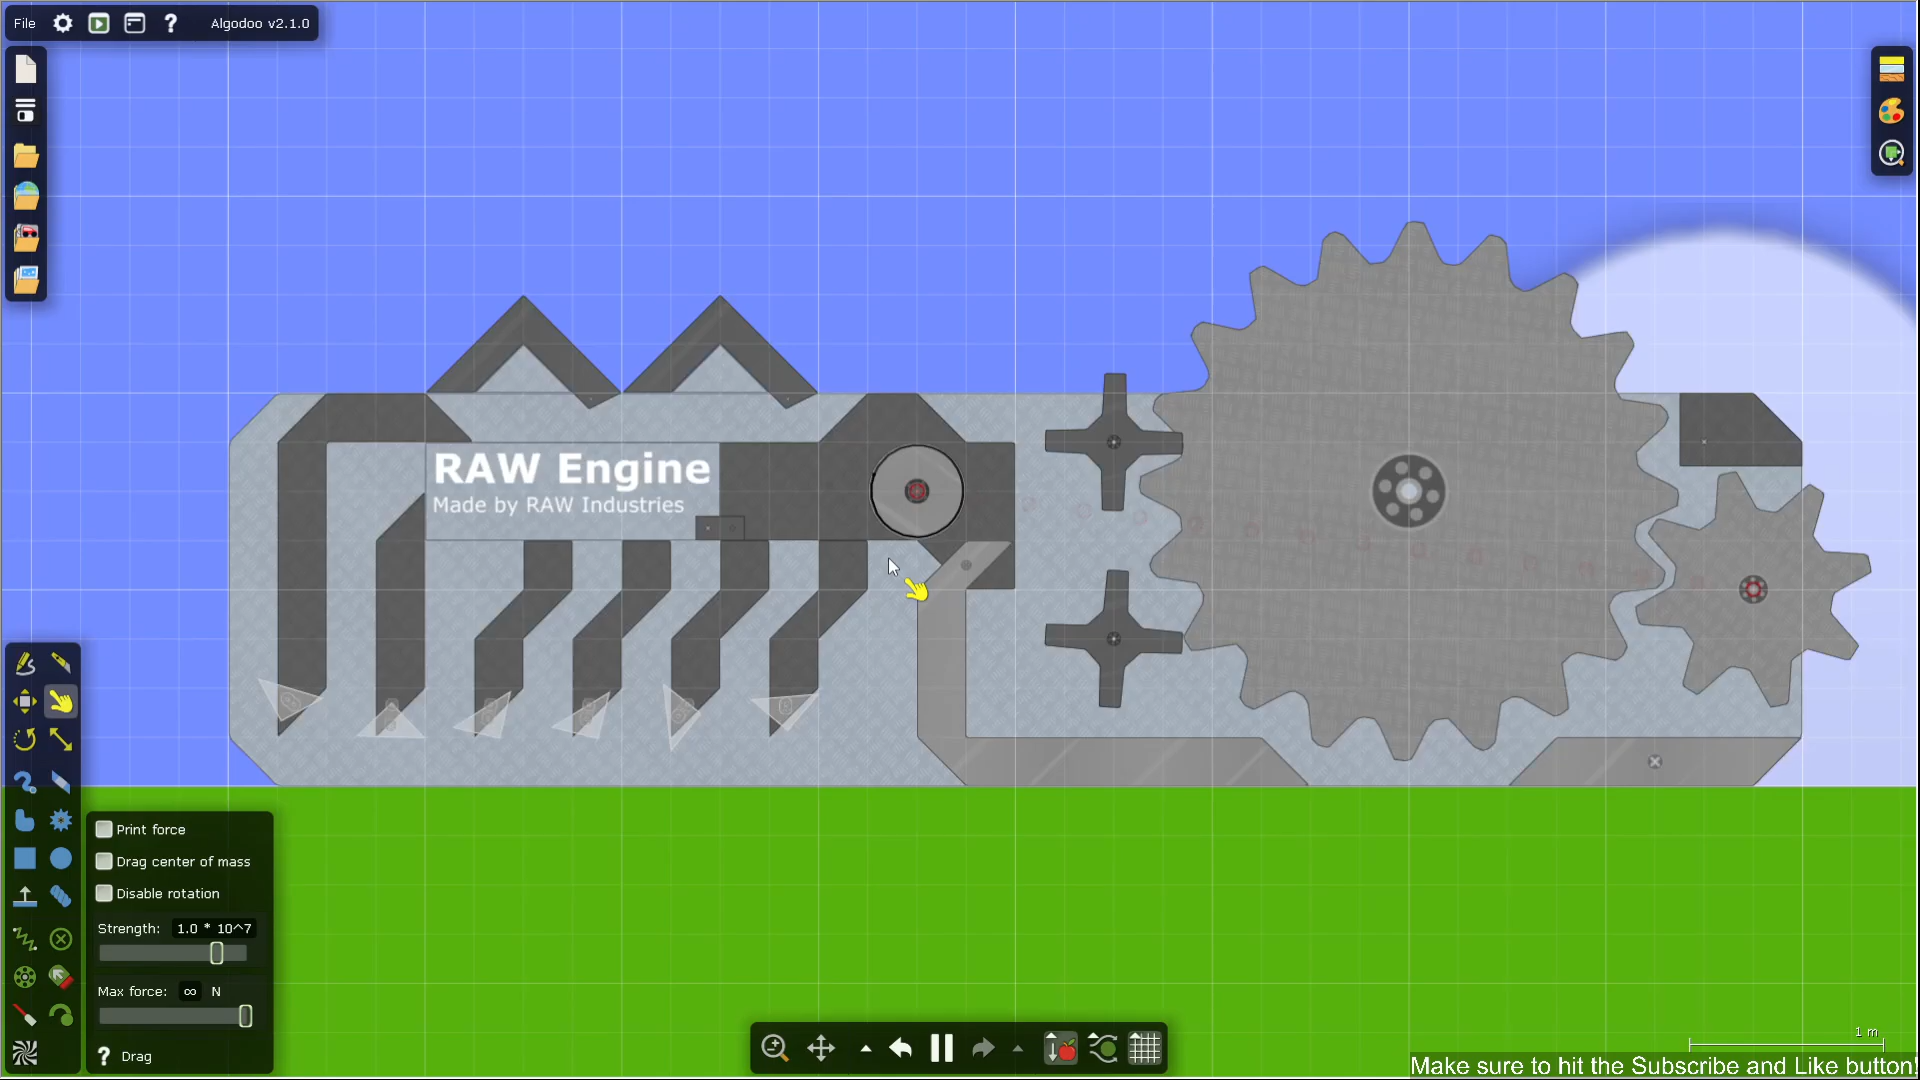 File
Algodoo v2.1.0
RAW Engine
Made by RAW Industries
Print force
Drag center of mass
Disable rotation
Strength: 1.0 * 10^7
Max force: ∞ N
? Drag
1 m
Make sure to hit the Subscribe and Like button!